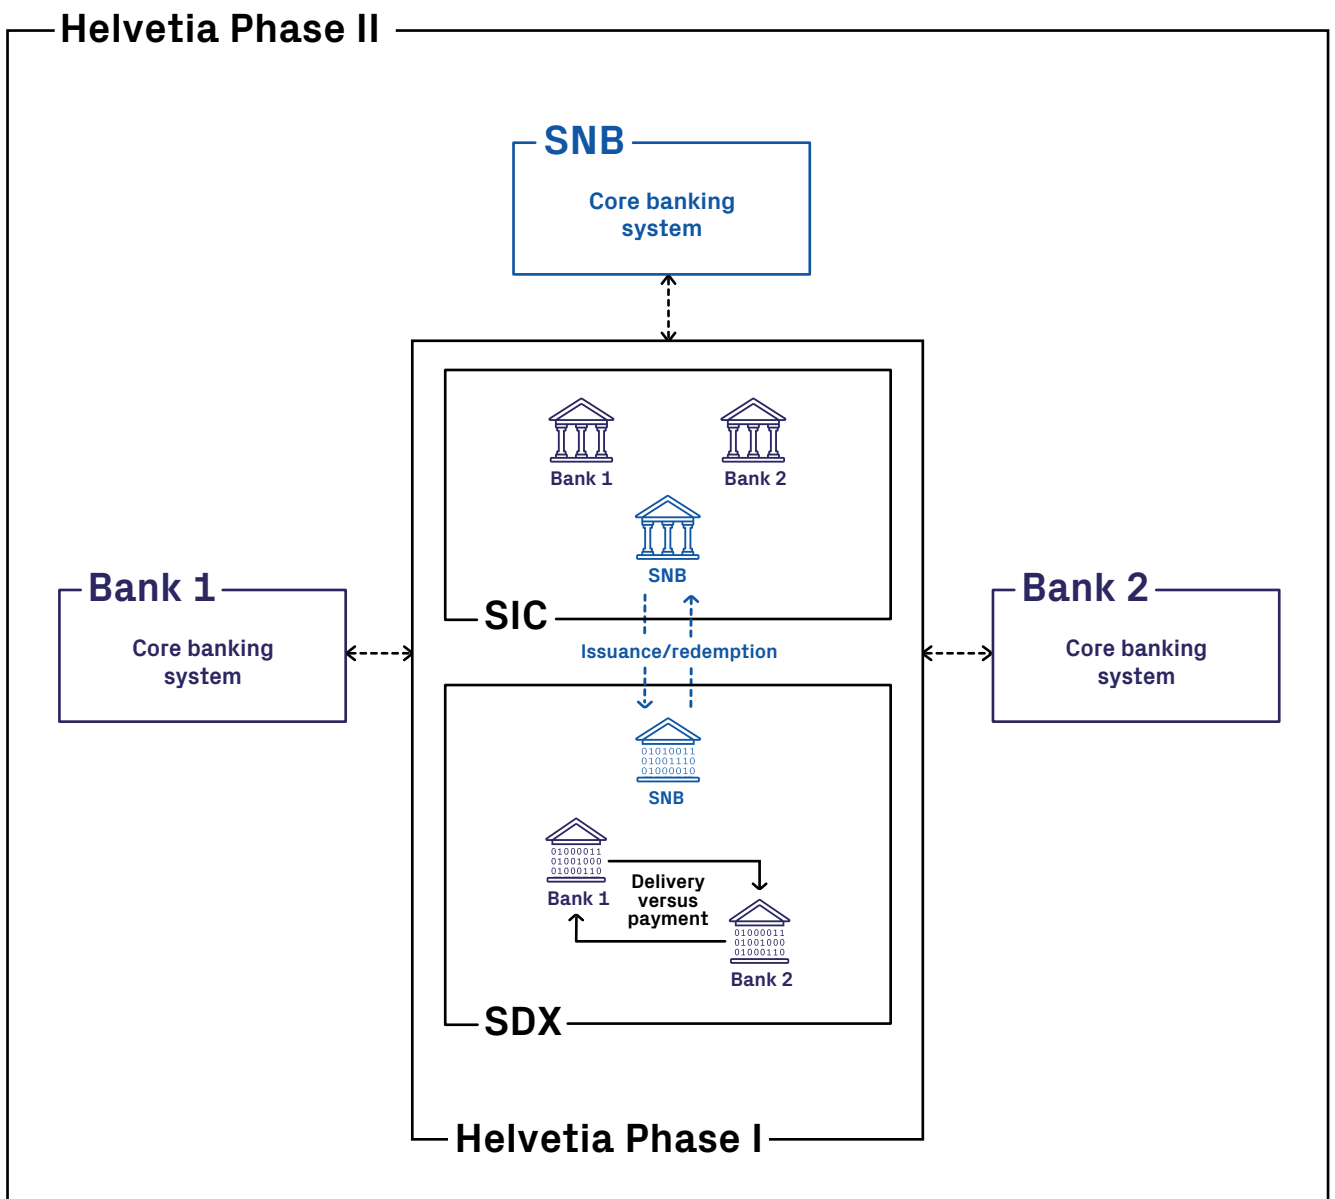 Helvetia Phase II
SNB
Core banking
system
Bank 1
Bank 2
SNB
Bank 1
Core banking
system
SIC
Bank 2
Core banking
system
Issuance/redemption
01010011
01001110
01000010
SNB
01000011
01001000
01000110
Bank 1
Delivery
versus
payment
01000011
01001000
01000110
Bank 2
SDX
Helvetia Phase I